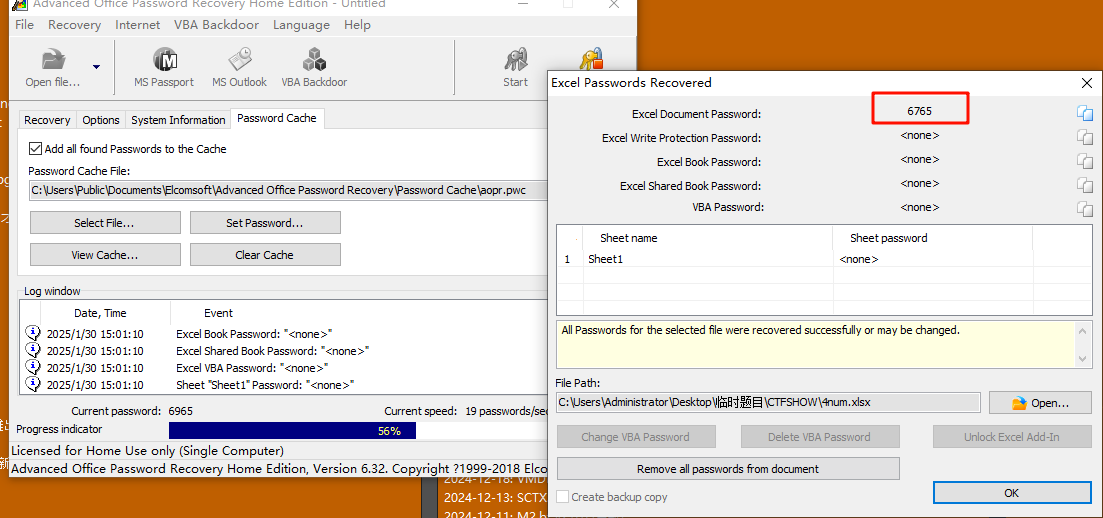 Advanced Office Password Recovery Home Edition - Untitled
File Recovery Internet VBA Backdoor Language Help
Open file... MS Passport MS Outlook VBA Backdoor Start
Recovery Options System Information Password Cache
Add all found Passwords to the Cache
Password Cache File:
C:\Users\Public\Documents\Elcomsoft\Advanced Office Password Recovery\Password Cache\aopr.pwc
Select File... Set Password...
View Cache... Clear Cache
Log window
Date, Time Event
2025/1/30 15:01:10 Excel Book Password: "<none>"
2025/1/30 15:01:10 Excel Shared Book Password: "<none>"
2025/1/30 15:01:10 Excel VBA Password: "<none>"
2025/1/30 15:01:10 Sheet "Sheet1" Password: "<none>"
Current password: 6965 Current speed: 19 passwords/sec
Progress indicator 56%
Licensed for Home Use only (Single Computer)
Advanced Office Password Recovery Home Edition, Version 6.32. Copyright ?1999-2018 Elco
Excel Passwords Recovered
Excel Document Password: 6765
Excel Write Protection Password: <none>
Excel Book Password: <none>
Excel Shared Book Password: <none>
VBA Password: <none>
Sheet name Sheet password
1 Sheet1 <none>
All Passwords for the selected file were recovered successfully or may be changed.
File Path:
C:\Users\Administrator\Desktop\临时题目\CTFSHOW\4num.xlsx Open...
Change VBA Password Delete VBA Password Unlock Excel Add-In
Remove all passwords from document
Create backup copy
OK
2024-12-18: VMD
2024-12-13: SCTX
2024-12-11: M2